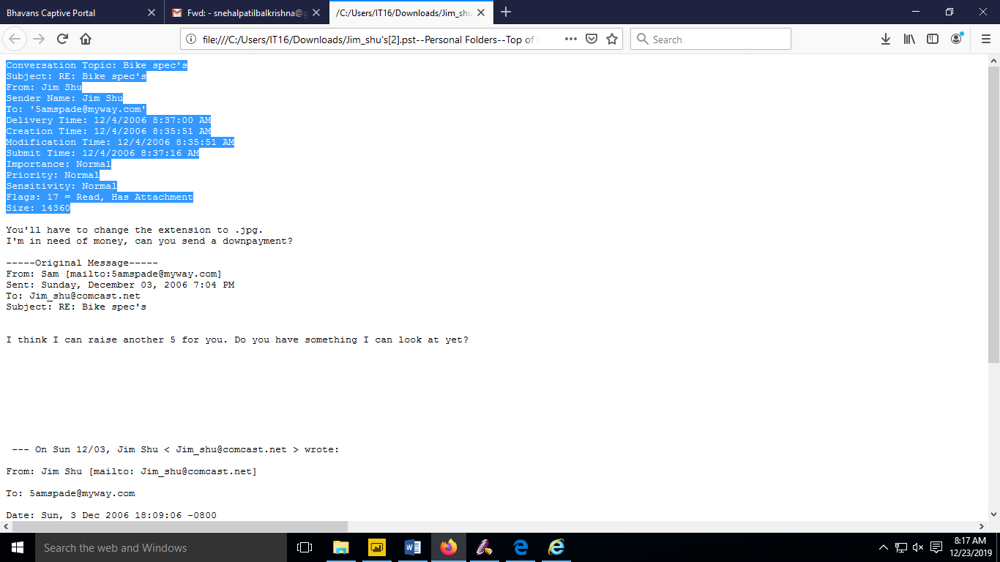 Bhavans Captive Portal
Fwd: - snehalpatilbalkrishna@g
/C:/Users/IT16/Downloads/Jim_shu
file:///C:/Users/IT16/Downloads/Jim_shu's[2].pst--Personal Folders--Top of
Search
Conversation Topic: Bike spec's
Subject: RE: Bike spec's
From: Jim Shu
Sender Name: Jim Shu
To: '5amspade@myway.com'
Delivery Time: 12/4/2006 8:37:00 AM
Creation Time: 12/4/2006 8:35:51 AM
Modification Time: 12/4/2006 8:35:51 AM
Submit Time: 12/4/2006 8:37:16 AM
Importance: Normal
Priority: Normal
Sensitivity: Normal
Flags: 17 = Read, Has Attachment
Size: 14360
You'll have to change the extension to .jpg.
I'm in need of money, can you send a downpayment?
-----Original Message-----
From: Sam [mailto:5amspade@myway.com]
Sent: Sunday, December 03, 2006 7:04 PM
To: Jim_shu@comcast.net
Subject: RE: Bike spec's
I think I can raise another 5 for you. Do you have something I can look at yet?
--- On Sun 12/03, Jim Shu < Jim_shu@comcast.net > wrote:
From: Jim Shu [mailto: Jim_shu@comcast.net]
To: 5amspade@myway.com
Date: Sun, 3 Dec 2006 18:09:06 -0800
Search the web and Windows
8:17 AM
12/23/2019